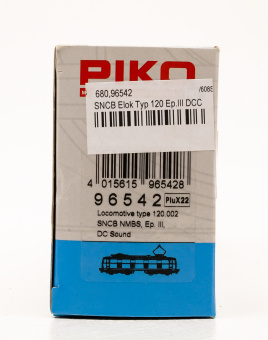 PIKO
680,96542 /6085
SNCB Elok Typ 120 Ep.III DCC
4 015615 965428
96542 PluX22
Locomotive type 120.002
SNCB NMBS, Ep. III,
DC Sound